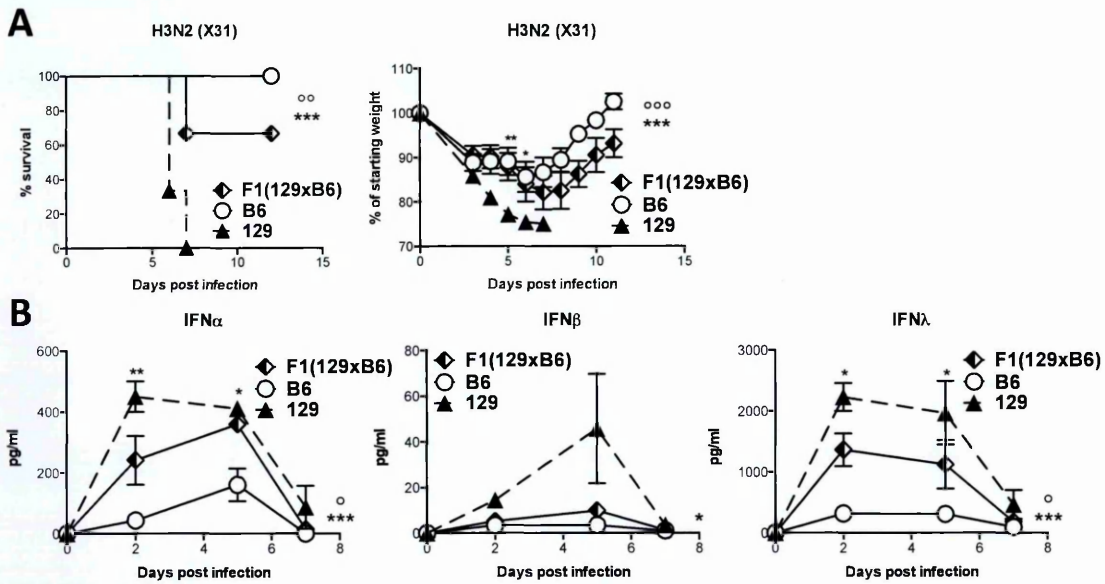 A
H3N2 (X31)
% survival
100
80
60
40
20
0
0 5 10 15
Days post infection
°°
***
F1(129xB6)
B6
129
H3N2 (X31)
% of starting weight
110
100
90
80
70
0 5 10 15
Days post infection
**
*
°°°
***
F1(129xB6)
B6
129
B
IFNα
pg/ml
600
400
200
0
0 2 4 6 8
Days post infection
**
*
F1(129xB6)
B6
129
°
***
IFNβ
pg/ml
80
60
40
20
0
0 2 4 6 8
Days post infection
F1(129xB6)
B6
129
*
IFNλ
pg/ml
3000
2000
1000
0
0 2 4 6 8
Days post infection
*
*
F1(129xB6)
B6
129
°
***